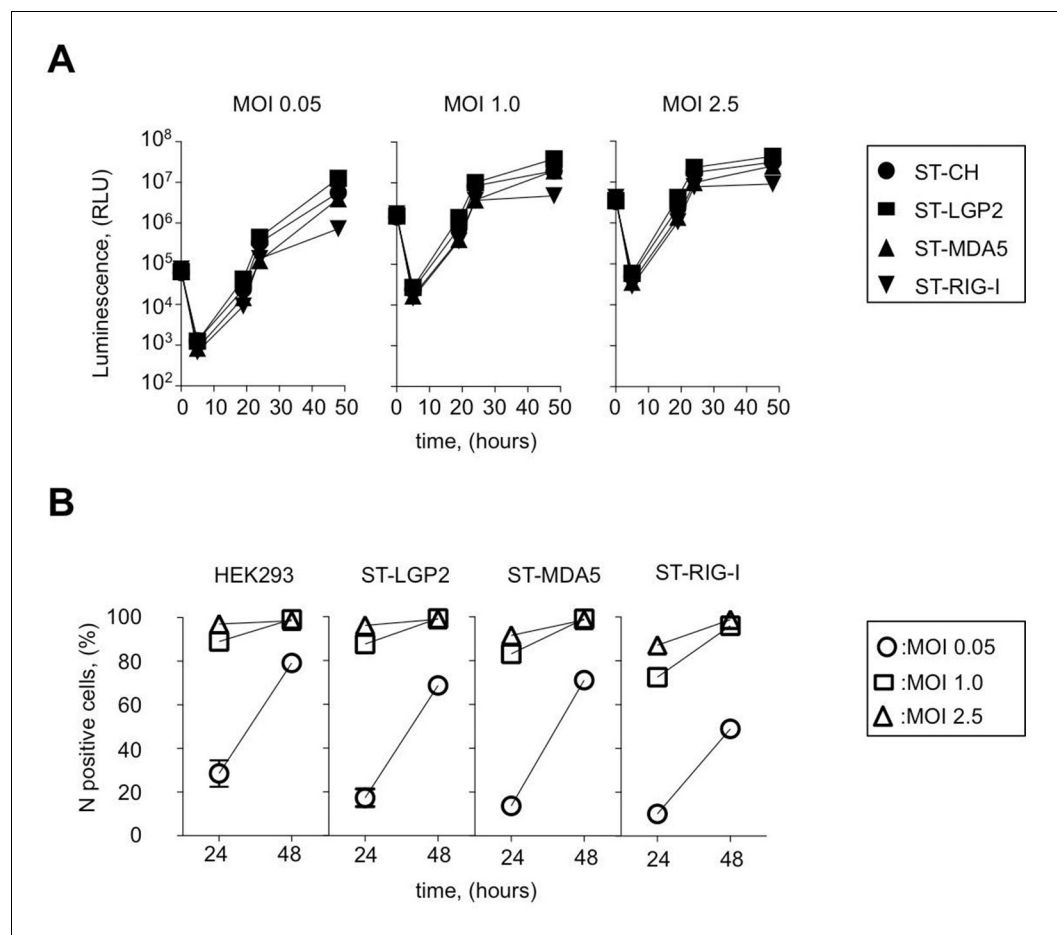 A
MOI 0.05 MOI 1.0 MOI 2.5
Luminescence, (RLU)
10^8
10^7
10^6
10^5
10^4
10^3
10^2
0 10 20 30 40 50 0 10 20 30 40 50 0 10 20 30 40 50
time, (hours)
ST-CH
ST-LGP2
ST-MDA5
ST-RIG-I
B
HEK293 ST-LGP2 ST-MDA5 ST-RIG-I
N positive cells, (%)
100
80
60
40
20
0
24 48 24 48 24 48 24 48
time, (hours)
:MOI 0.05
:MOI 1.0
:MOI 2.5